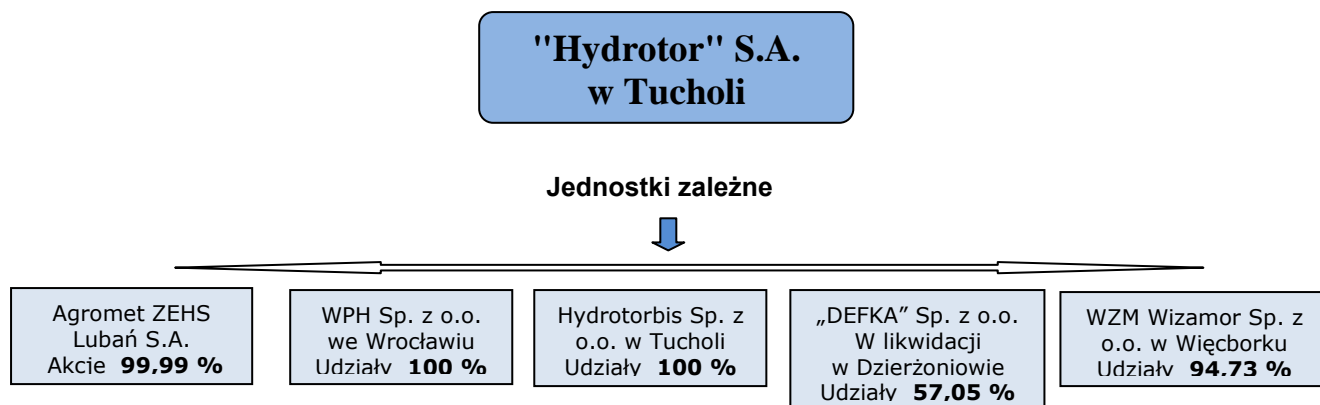 "Hydrotor" S.A.
w Tucholi
Jednostki zależne
Agromet ZEHS
Lubań S.A.
Akcje 99,99 %
WPH Sp. z o.o.
we Wrocławiu
Udziały 100 %
Hydrotorbis Sp. z
o.o. w Tucholi
Udziały 100 %
„DEFKA” Sp. z o.o.
W likwidacji
w Dzierżoniowie
Udziały 57,05 %
WZM Wizamor Sp. z
o.o. w Więcborku
Udziały 94,73 %